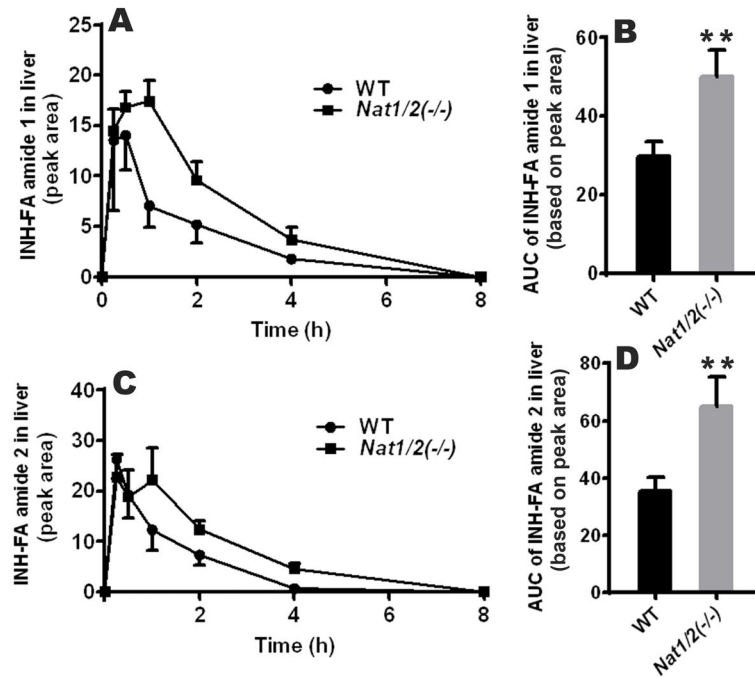 A
INH-FA amide 1 in liver
(peak area)
25
20
15
10
5
0
0
2
4
6
8
Time (h)
WT
Nat1/2(-/-)
B
AUC of INH-FA amide 1 in liver
(based on peak area)
60
40
20
0
**
WT
Nat1/2(-/-)
C
INH-FA amide 2 in liver
(peak area)
40
30
20
10
0
2
4
6
8
Time (h)
WT
Nat1/2(-/-)
D
AUC of INH-FA amide 2 in liver
(based on peak area)
80
60
40
20
0
**
WT
Nat1/2(-/-)